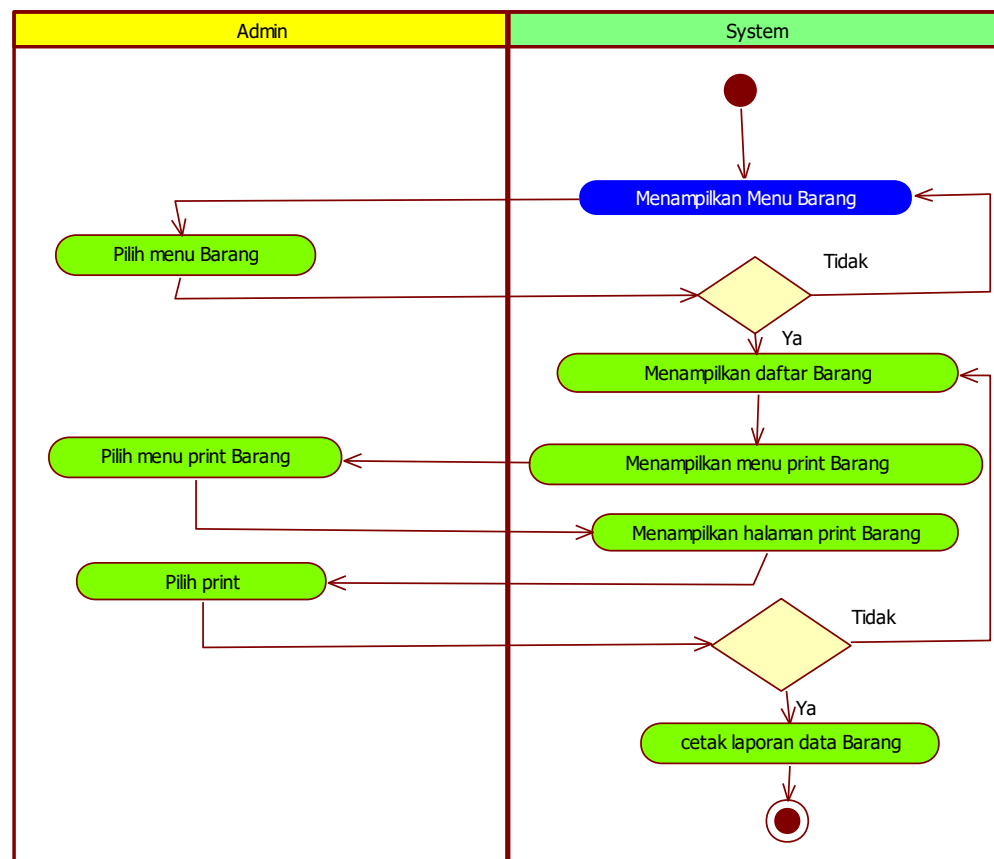 Admin
System
Menampilkan Menu Barang
Pilih menu Barang
Tidak
Ya
Menampilkan daftar Barang
Pilih menu print Barang
Menampilkan menu print Barang
Menampilkan halaman print Barang
Pilih print
Tidak
Ya
cetak laporan data Barang